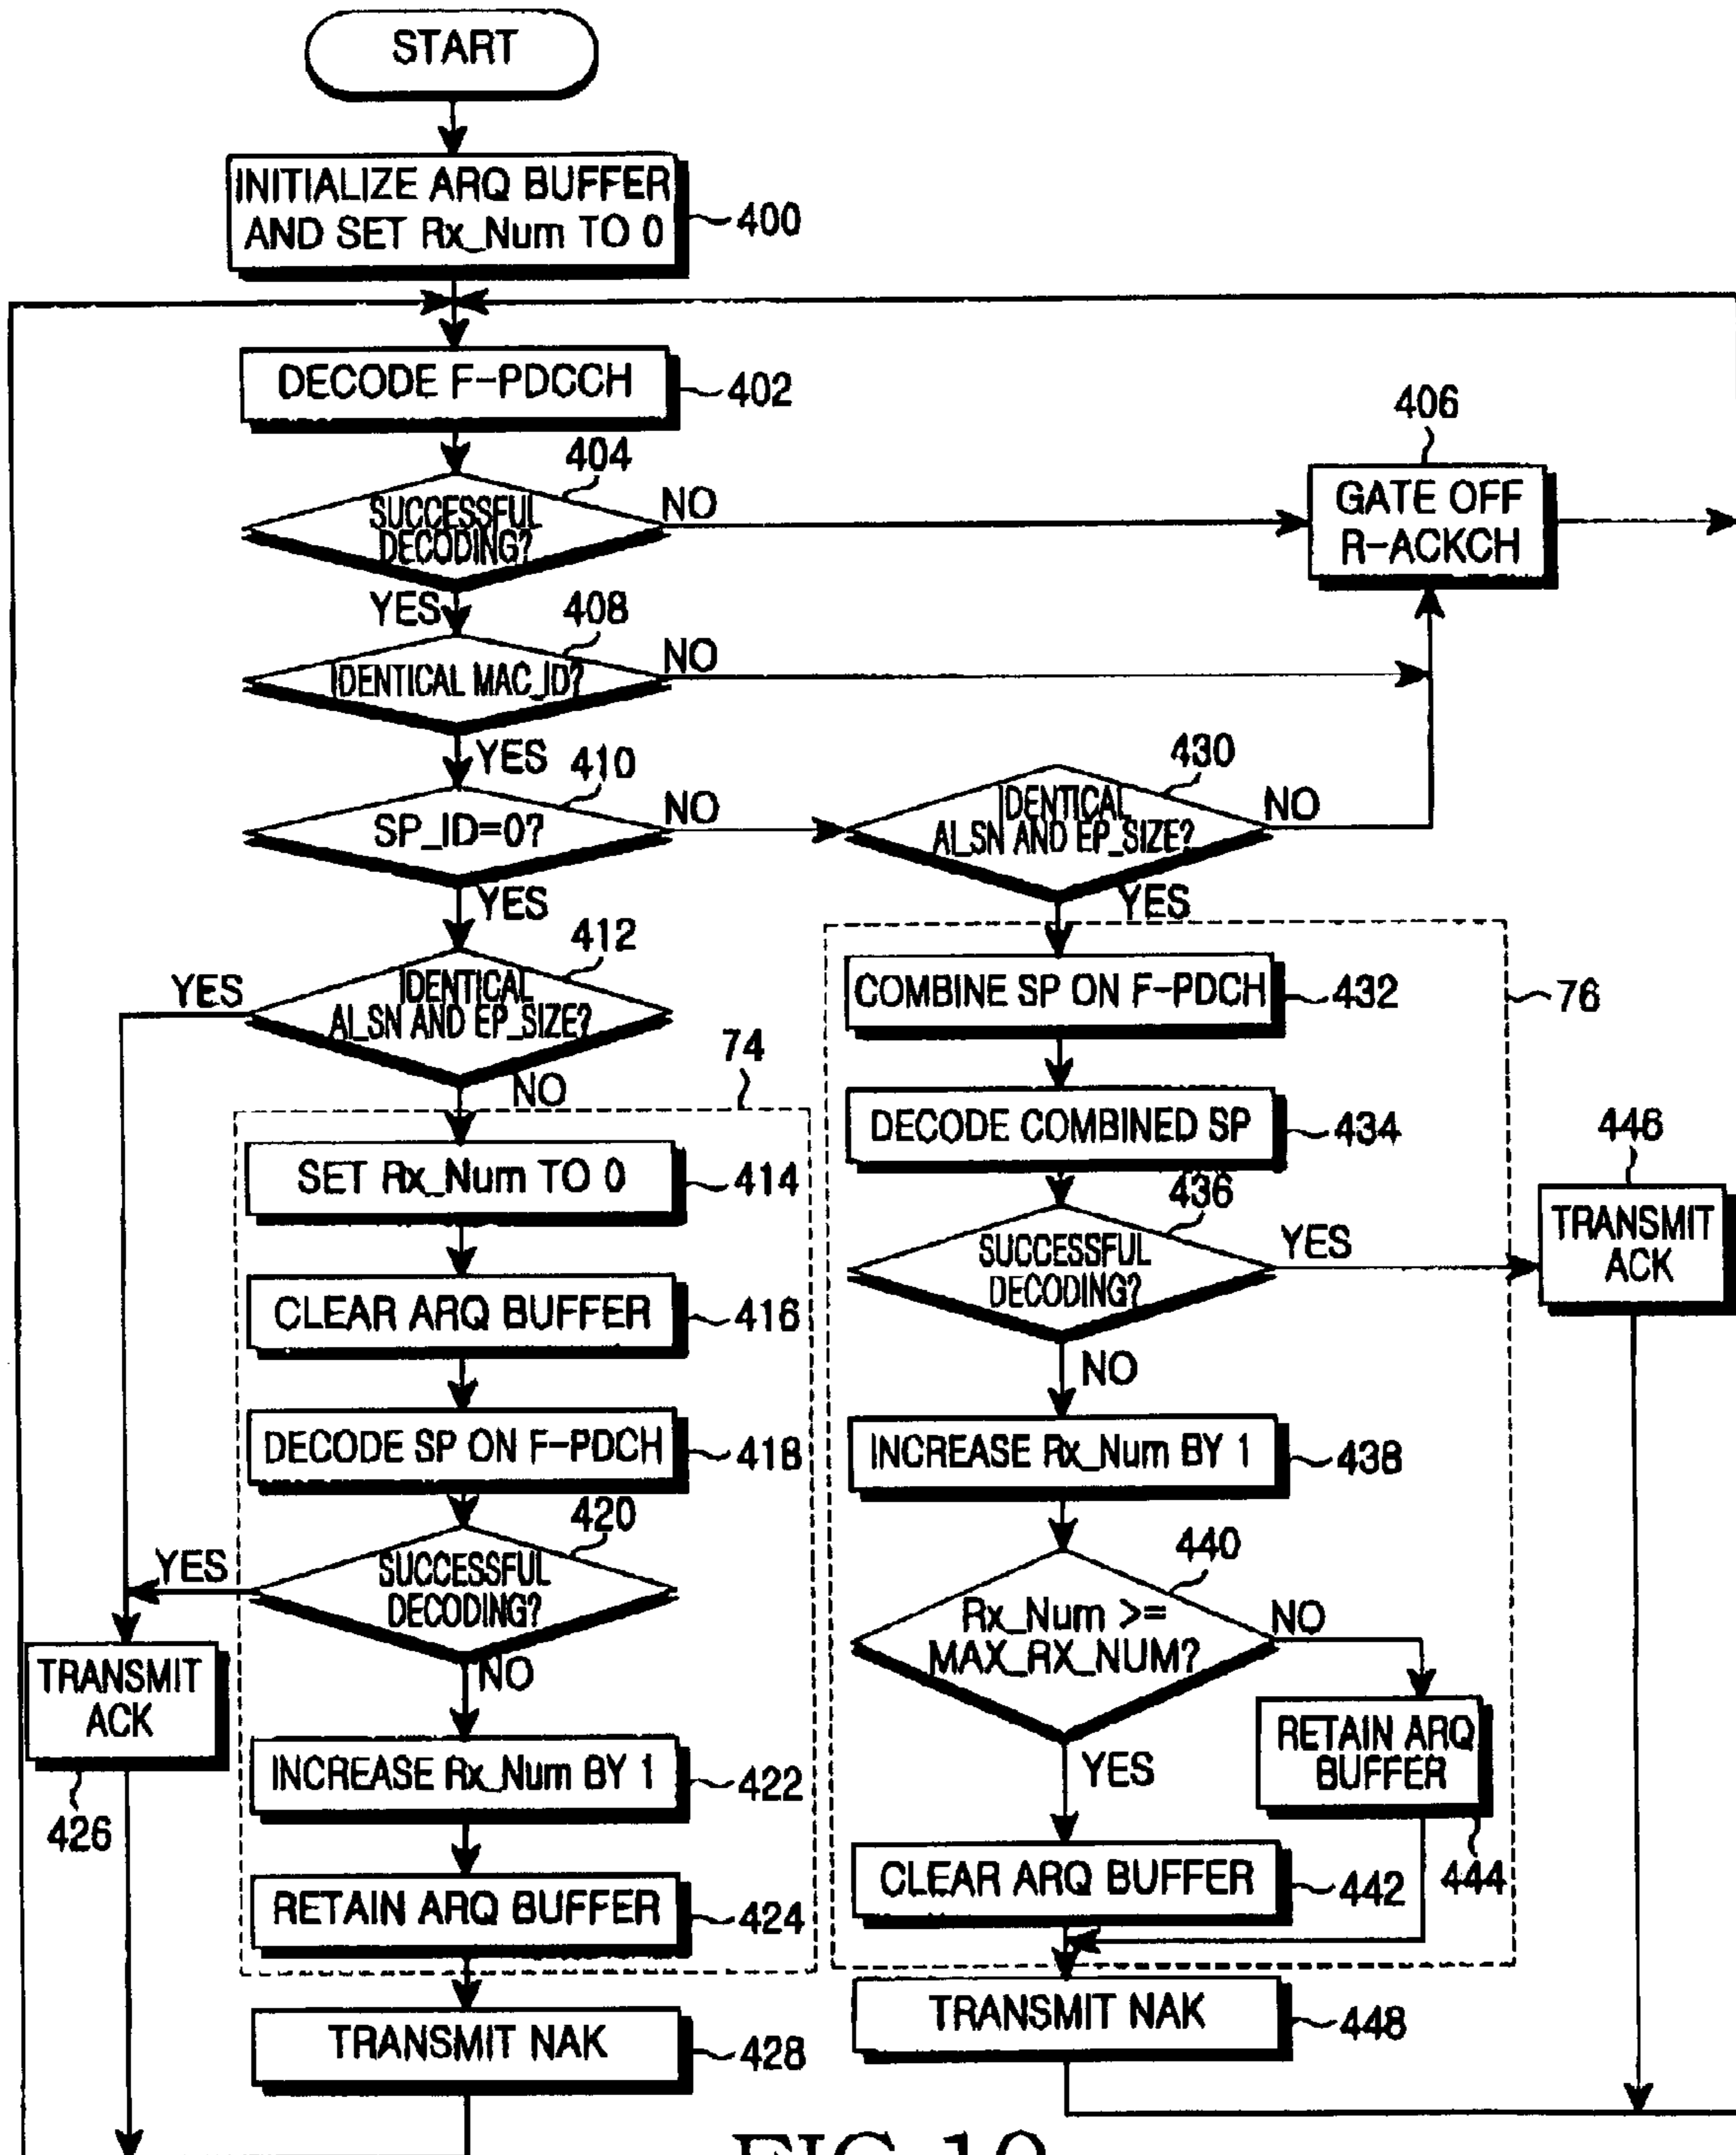 START
INITIALIZE ARQ BUFFER
AND SET Rx_Num TO 0
400
DECODE F-PDCCH
402
404
SUCCESSFUL
DECODING?
NO
YES
406
GATE OFF
R-ACKCH
408
IDENTICAL MAC_ID?
NO
YES
410
SP_ID=0?
NO
YES
430
IDENTICAL
AI_SN AND EP_SIZE?
NO
YES
412
IDENTICAL
AI_SN AND EP_SIZE?
YES
NO
74
SET Rx_Num TO 0
414
CLEAR ARQ BUFFER
416
DECODE SP ON F-PDCH
418
420
SUCCESSFUL
DECODING?
YES
NO
TRANSMIT
ACK
426
INCREASE Rx_Num BY 1
422
RETAIN ARQ BUFFER
424
TRANSMIT NAK
428
76
COMBINE SP ON F-PDCH
432
DECODE COMBINED SP
434
436
SUCCESSFUL
DECODING?
YES
NO
446
TRANSMIT
ACK
INCREASE Rx_Num BY 1
438
440
Rx_Num >=
MAX_RX_NUM?
NO
YES
RETAIN ARQ
BUFFER
444
CLEAR ARQ BUFFER
442
TRANSMIT NAK
448